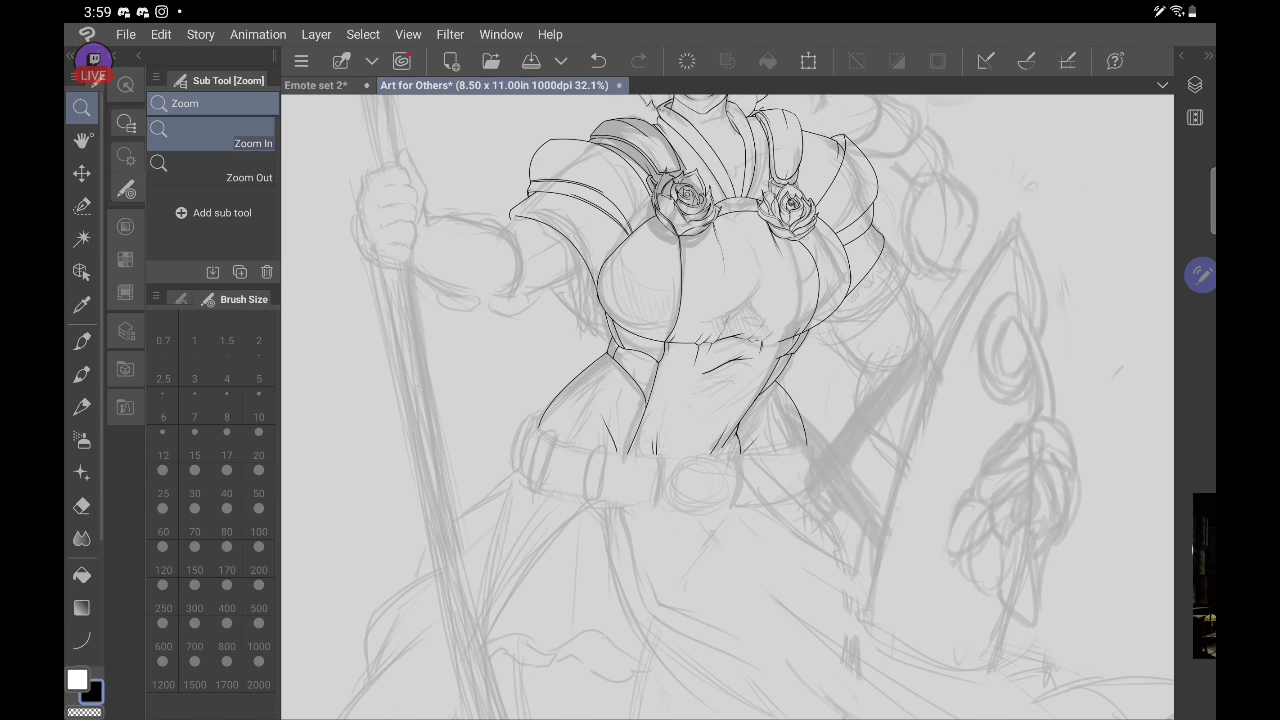 3:59
File Edit Story Animation Layer Select View Filter Window Help
LIVE
Sub Tool [Zoom]
Emote set 2*
Art for Others* (8.50 x 11.00in 1000dpi 32.1%)
Zoom
Zoom In
Zoom Out
Add sub tool
Brush Size
0.7 1 1.5 2
2.5 3 4 5
6 7 8 10
12 15 17 20
25 30 40 50
60 70 80 100
120 150 170 200
250 300 400 500
600 700 800 1000
1200 1500 1700 2000